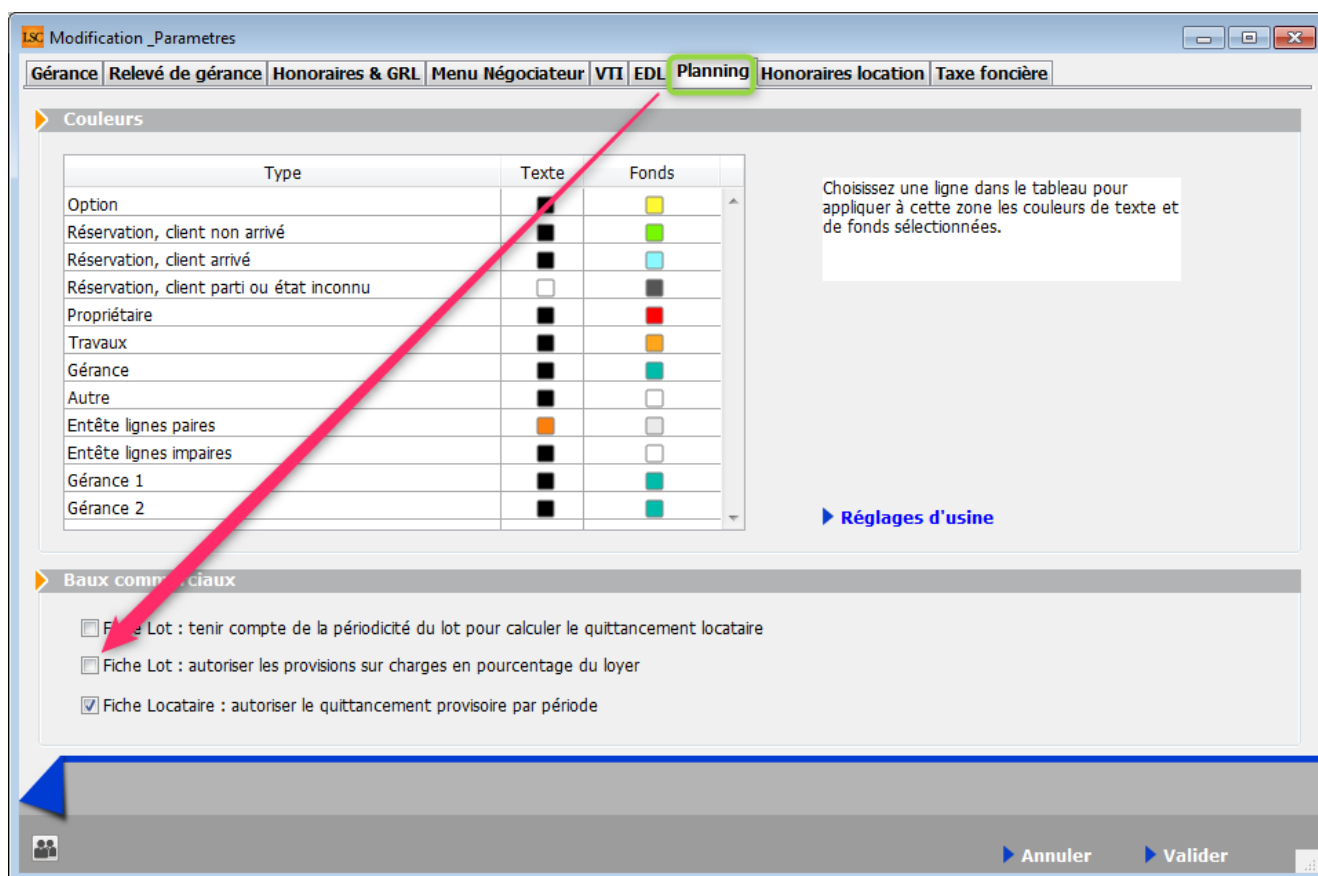 LSC Modification _Parametres
Gérance Relevé de gérance Honoraires & GRL Menu Négociateur VTI EDL Planning Honoraires location Taxe foncière
Couleurs
Type Texte Fonds
Option
Réservation, client non arrivé
Réservation, client arrivé
Réservation, client parti ou état inconnu
Propriétaire
Travaux
Gérance
Autre
Entête lignes paires
Entête lignes impaires
Gérance 1
Gérance 2
Choisissez une ligne dans le tableau pour
appliquer à cette zone les couleurs de texte et
de fonds sélectionnées.
Réglages d'usine
Baux commerciaux
Fiche Lot : tenir compte de la périodicité du lot pour calculer le quittancement locataire
Fiche Lot : autoriser les provisions sur charges en pourcentage du loyer
Fiche Locataire : autoriser le quittancement provisoire par période
Annuler Valider